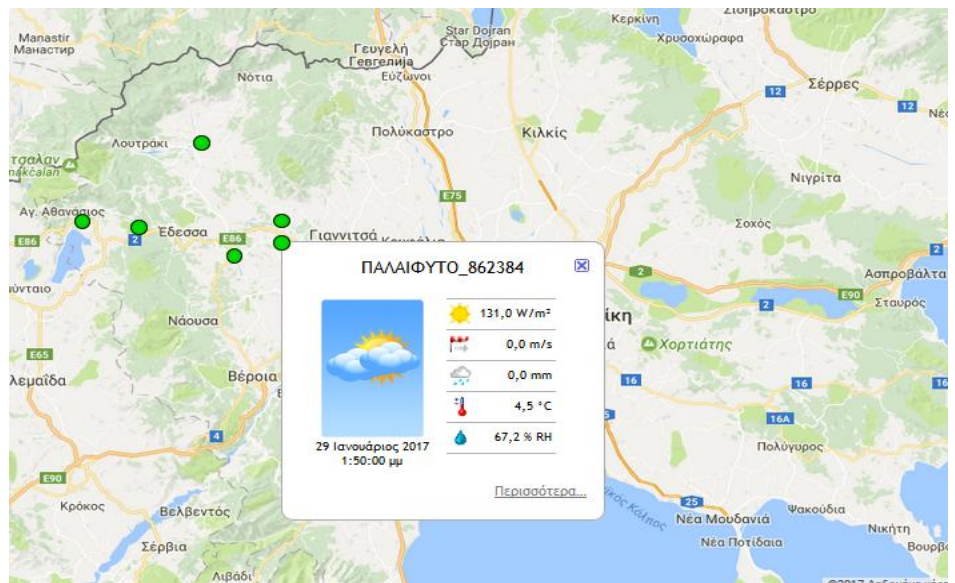 Manastir
Манастир
Star Dojran
Стар Дојран
Κερκίνη
Χρυσοχώραφα
Γευγελή
Гевгелија
Εύζωνοι
Νότια
Σέρρες
12
12
Λουτράκι
Πολύκαστρο
Κιλκίς
Νιγρίτα
E75
Αγ. Αθανάσιος
E86
2
Έδεσσα
E86
Γιαννιτσά
Σοχός
2
ΠΑΛΑΙΦΥΤΟ_862384
2
Ασπροβάλτα
E90
Σταυρός
2
131,0 W/m²
0,0 m/s
0,0 mm
4,5 °C
67,2 % RH
29 Ιανουάριος 2017
1:50:00 μμ
Περισσότερα...
Νάουσα
Χορτιάτης
E65
Βέροια
16
16
16
16A
4
Πολύγυρος
E90
Κρόκος
Βελβεντός
25
Νέα Μουδανιά
Ψακούδια
Νικήτη
Νέα Ποτίδαια
Σέρβια
Λιβάδι